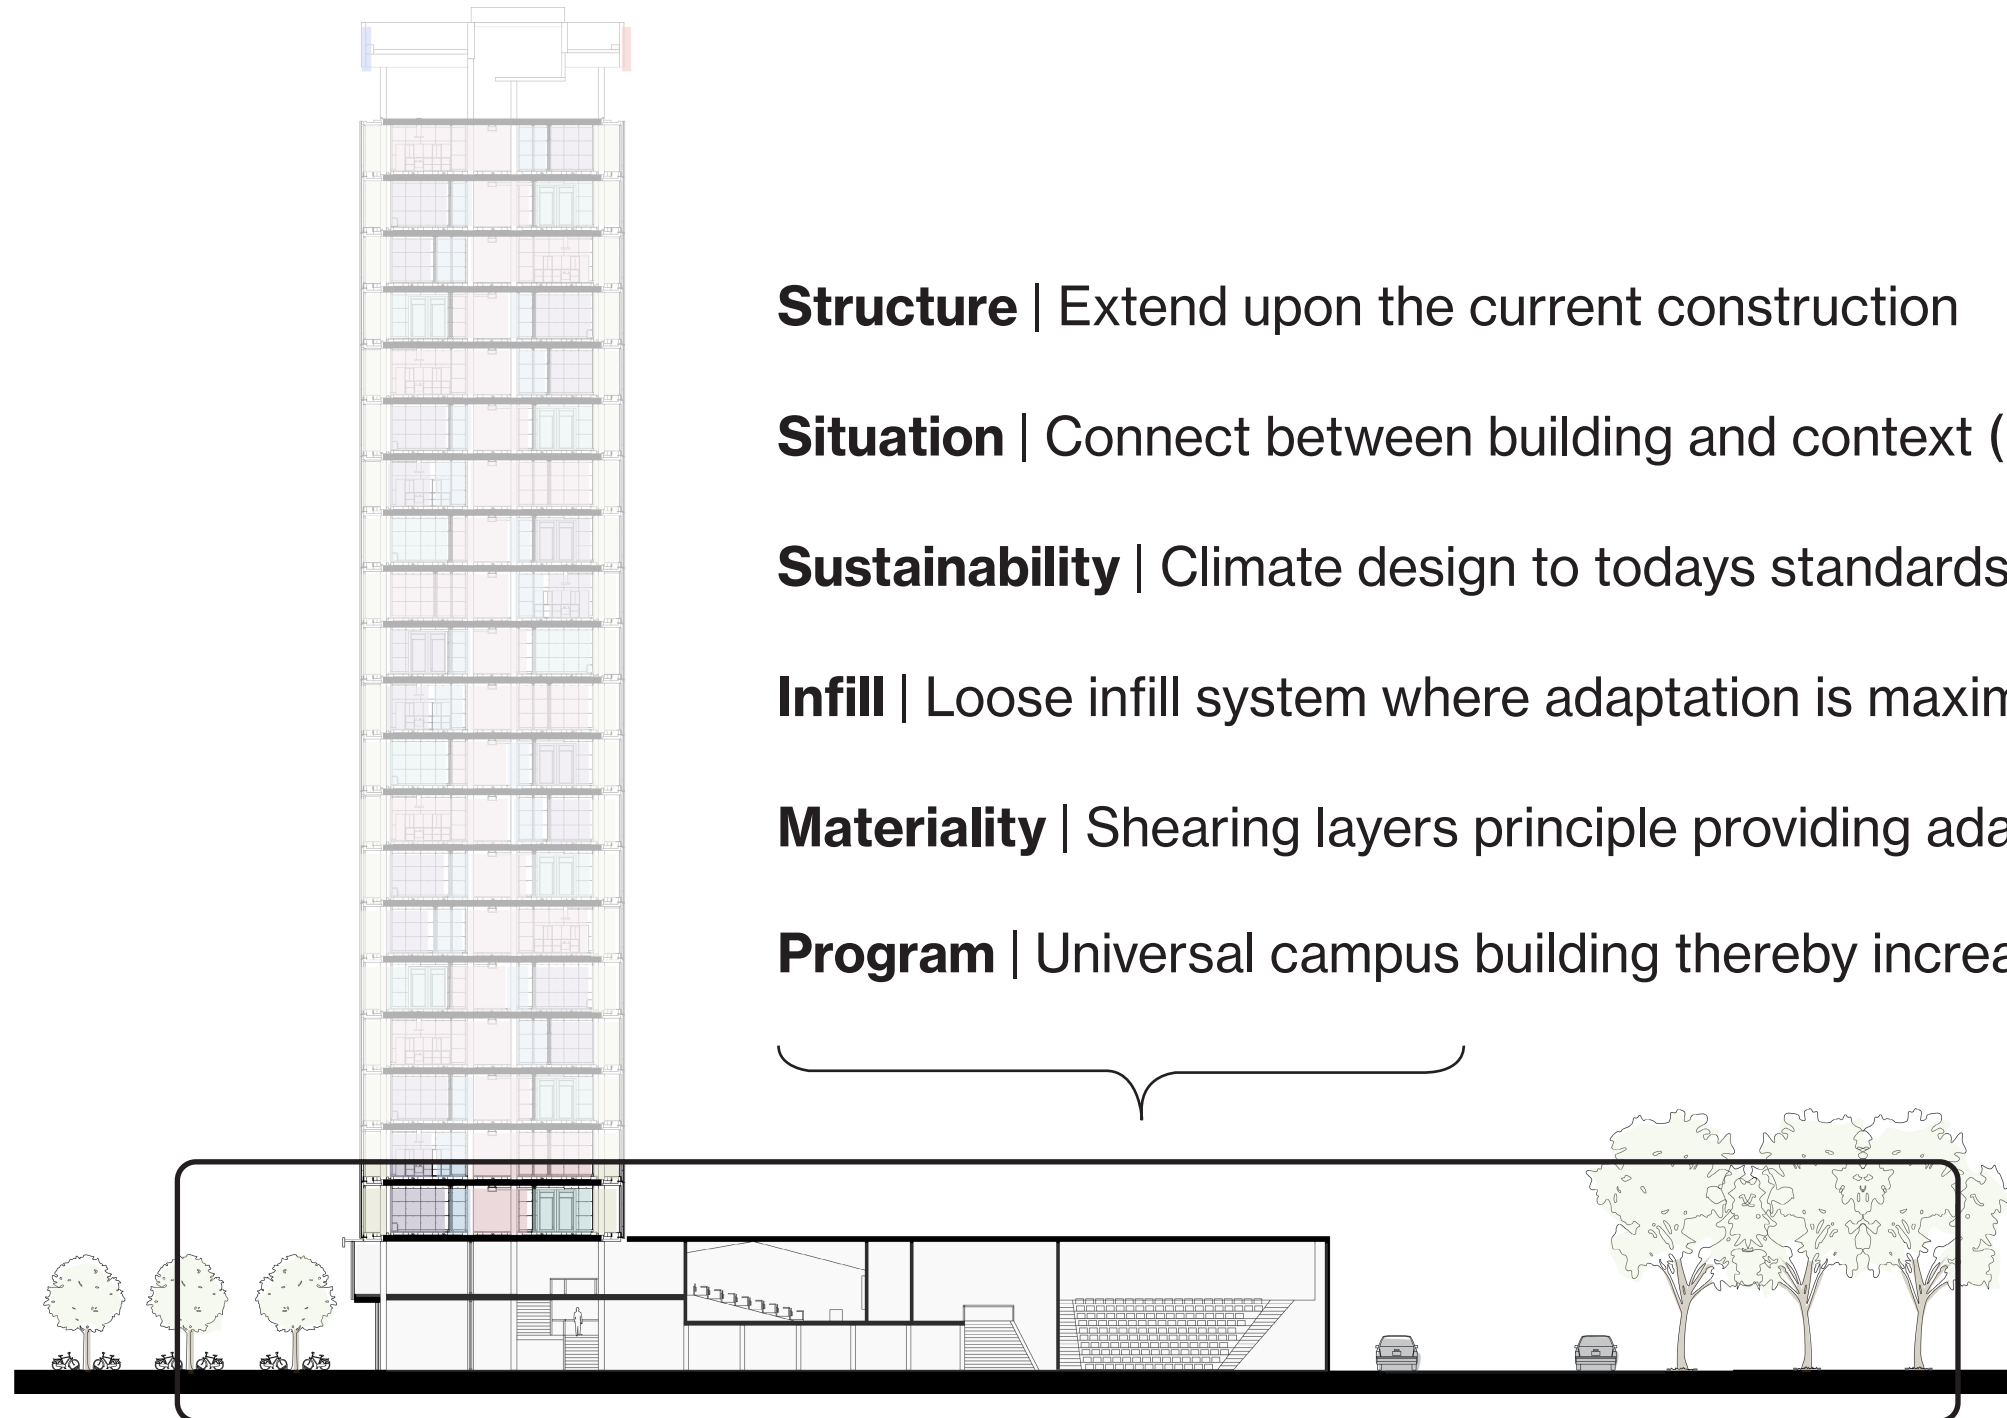 Structure | Extend upon the current construction
Situation | Connect between building and context (
Sustainability | Climate design to todays standards
Infill | Loose infill system where adaptation is
Materiality | Shearing layers principle providing
Program | Universal campus building thereby